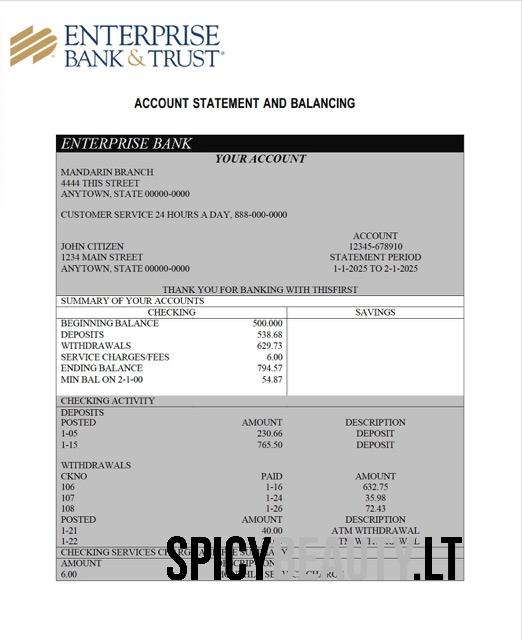 ENTERPRISE
BANK & TRUST
ACCOUNT STATEMENT AND BALANCING
ENTERPRISE BANK
YOUR ACCOUNT
MANDARIN BRANCH
4444 THIS STREET
ANYTOWN, STATE 00000-0000
CUSTOMER SERVICE 24 HOURS A DAY, 888-000-0000
ACCOUNT
JOHN CITIZEN 12345-678910
1234 MAIN STREET STATEMENT PERIOD
ANYTOWN, STATE 00000-0000 1-1-2025 TO 2-1-2025
THANK YOU FOR BANKING WITH THISFIRST
SUMMARY OF YOUR ACCOUNTS
CHECKING SAVINGS
BEGINNING BALANCE 500.000
DEPOSITS 538.68
WITHDRAWALS 629.73
SERVICE CHARGES/FEES 6.00
ENDING BALANCE 794.57
MIN BAL ON 2-1-00 54.87
CHECKING ACTIVITY
DEPOSITS
POSTED AMOUNT DESCRIPTION
1-05 230.66 DEPOSIT
1-15 765.50 DEPOSIT
WITHDRAWALS
CKNO PAID AMOUNT
106 1-16 632.75
107 1-24 35.98
108 1-26 72.43
POSTED AMOUNT DESCRIPTION
1-21 40.00 ATM WITHDRAWAL
1-22
CHECKING SERVICES
AMOUNT
6.00
SPICYBEAUTY.LT